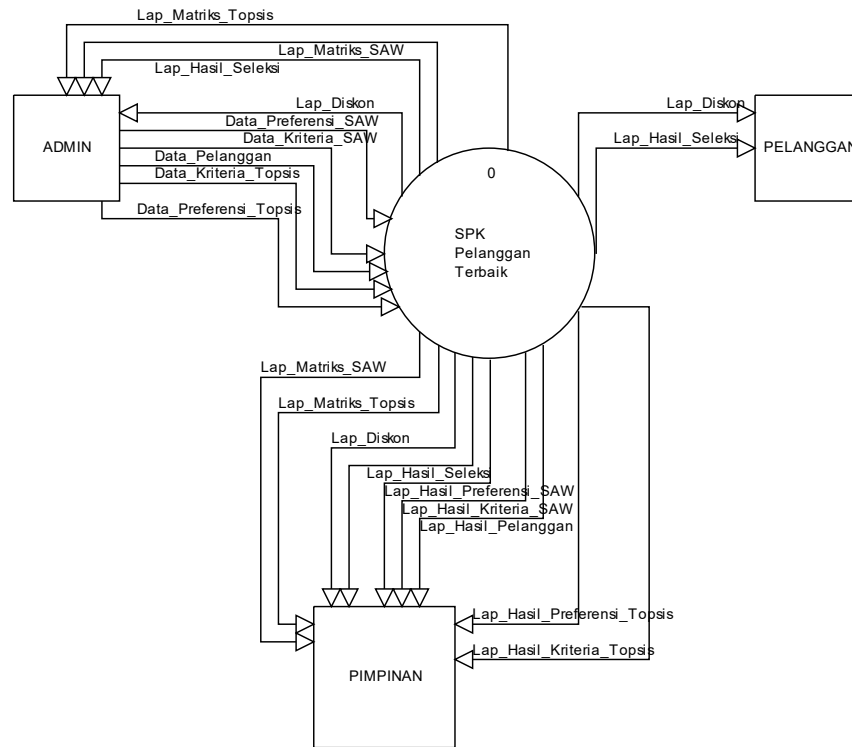 Lap_Matriks_Topsis
Lap_Matriks_SAW
Lap_Hasil_Seleksi
Lap_Diskon
Data_Preferensi_SAW
Data_Kriteria_SAW
Data_Pelanggan
Data_Kriteria_Topsis
Data_Preferensi_Topsis
ADMIN
0
SPK
Pelanggan
Terbaik
Lap_Diskon
Lap_Hasil_Seleksi
PELANGGAN
Lap_Matriks_SAW
Lap_Matriks_Topsis
Lap_Diskon
Lap_Hasil_Seleks
Lap_Hasil_Preferensi_SAW
Lap_Hasil_Kriteria_SAW
Lap_Hasil_Pelanggan
Lap_Hasil_Preferensi_Topsis
Lap_Hasil_Kriteria_Topsis
PIMPINAN